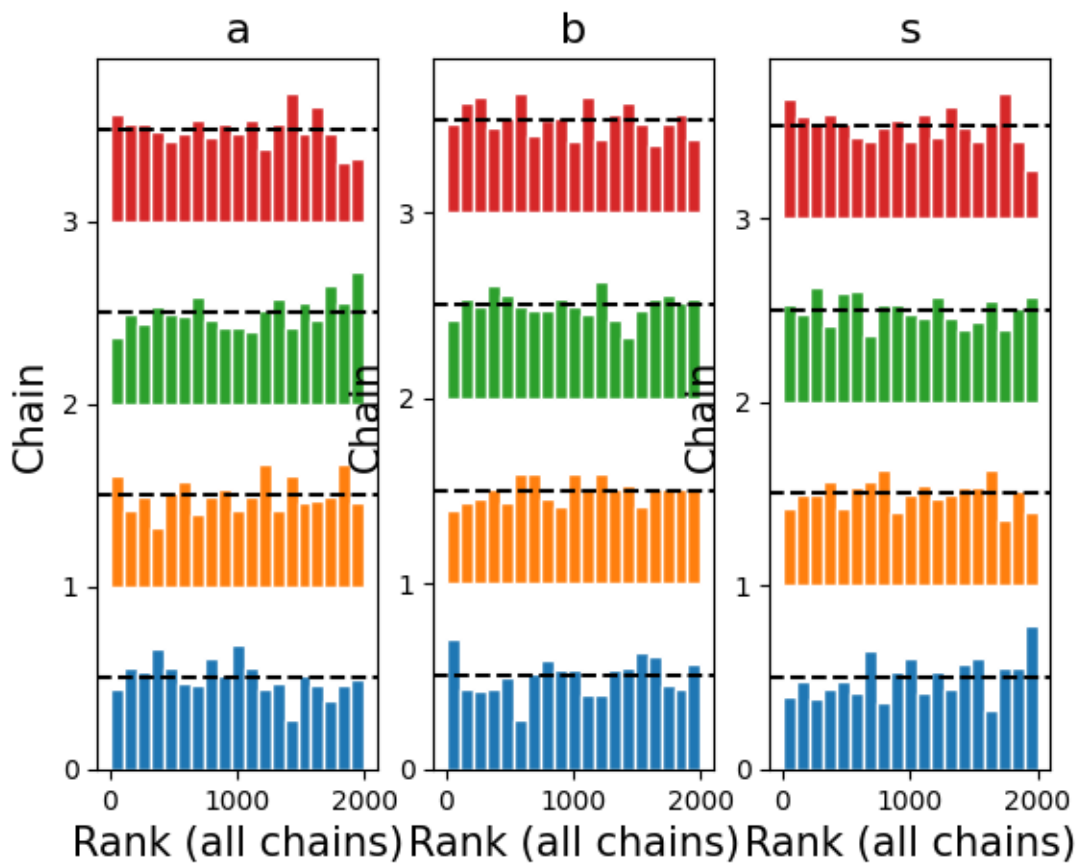 a b s
3 3 3
2 2 2
Chain Chain Chain
1 1 1
0 0 0
0 1000 2000 0 1000 2000 0 1000 2000
Rank (all chains) Rank (all chains) Rank (all chains)